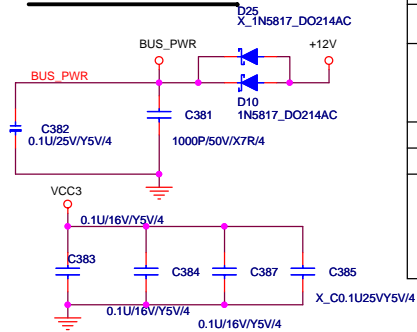 D25
X_1N5817_DO214AC
BUS_PWR
+12V
BUS_PWR
D10
1N5817_DO214AC
C381
C382
0.1U/25V/Y5V/4
1000P/50V/X7R/4
VCC3
0.1U/16V/Y5V/4
C383
C384
C387
C385
X_C0.1U25VY5V/4
0.1U/16V/Y5V/4
0.1U/16V/Y5V/4